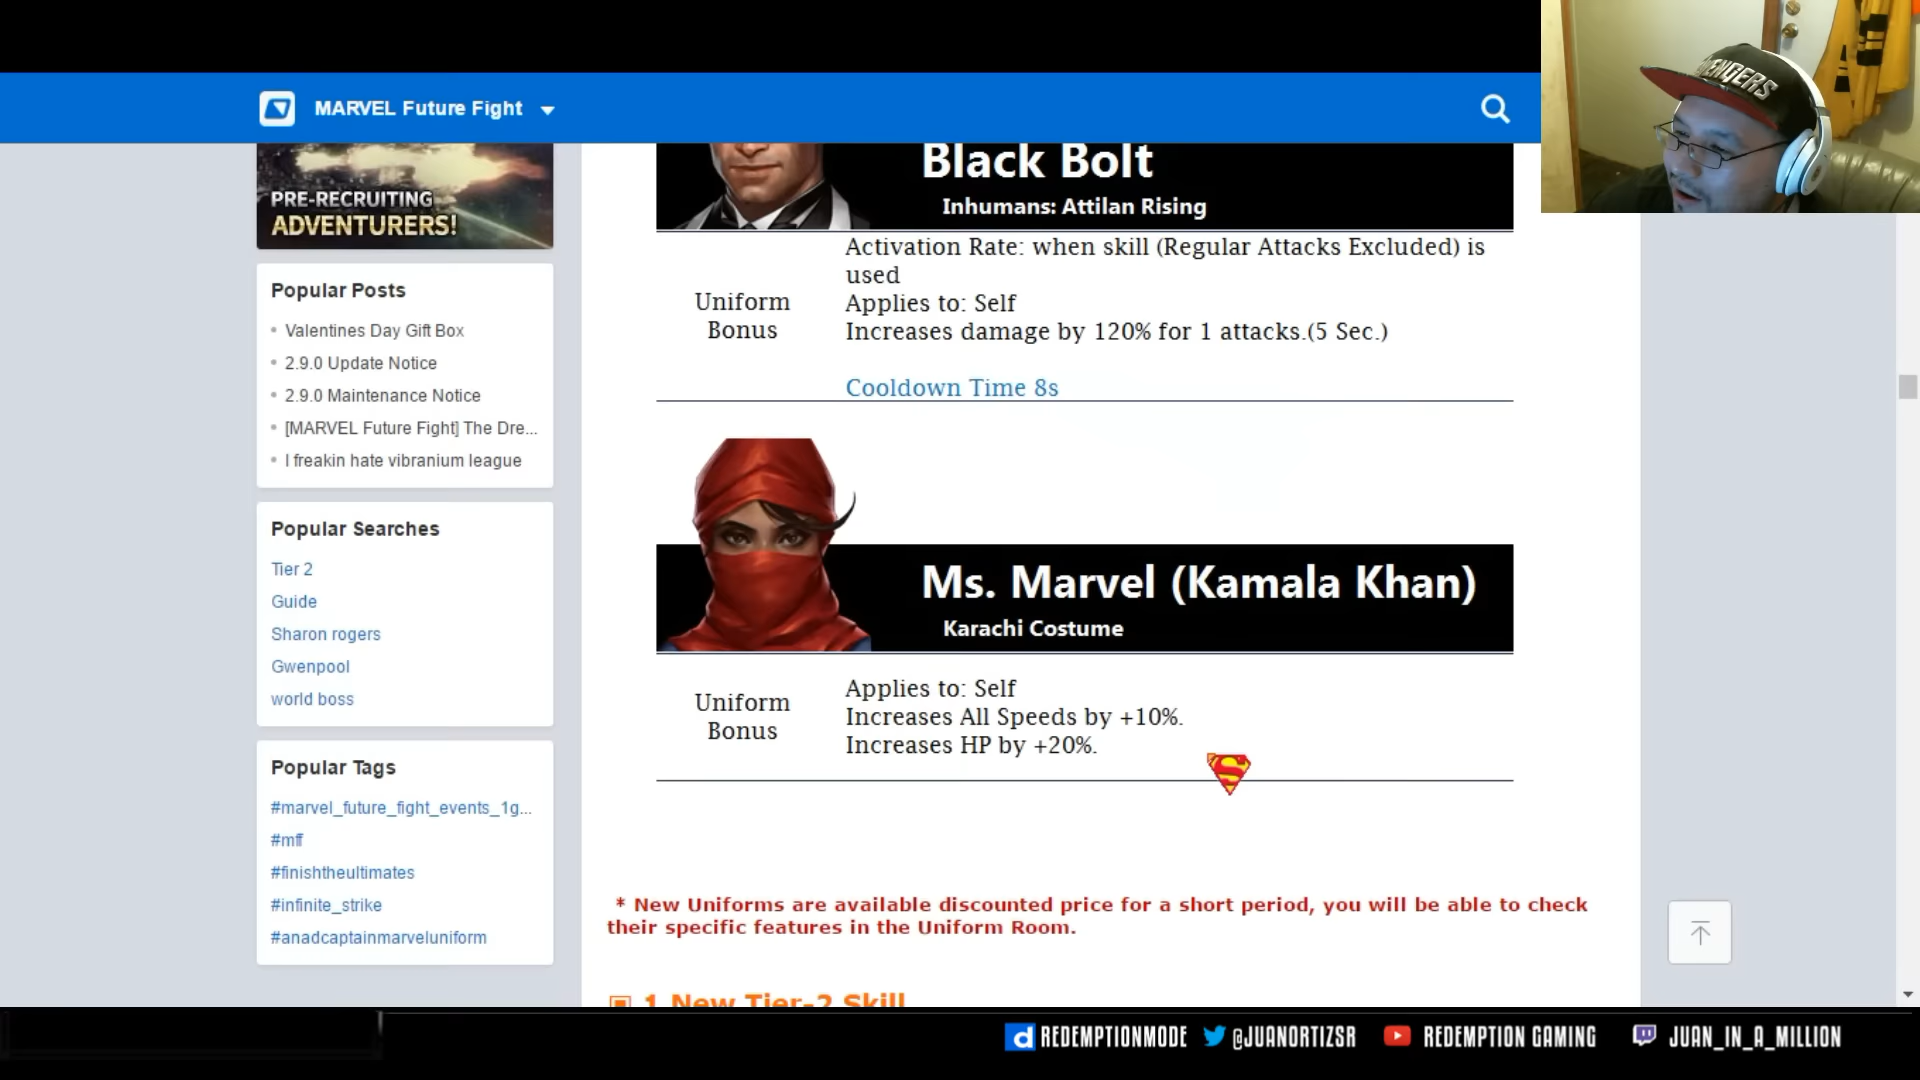 MARVEL Future Fight
AVENGERS
PRE-RECRUITING
ADVENTURERS!
Popular Posts
Valentines Day Gift Box
2.9.0 Update Notice
2.9.0 Maintenance Notice
[MARVEL Future Fight] The Dre...
I freakin hate vibranium league
Popular Searches
Tier 2
Guide
Sharon rogers
Gwenpool
world boss
Popular Tags
#marvel_future_fight_events_1g...
#mff
#finishtheultimates
#infinite_strike
#anadcaptainmarveluniform
Black Bolt
Inhumans: Attilan Rising
Uniform
Bonus
Activation Rate: when skill (Regular Attacks Excluded) is
used
Applies to: Self
Increases damage by 120% for 1 attacks.(5 Sec.)
Cooldown Time 8s
Ms. Marvel (Kamala Khan)
Karachi Costume
Uniform
Bonus
Applies to: Self
Increases All Speeds by +10%.
Increases HP by +20%.
* New Uniforms are available discounted price for a short period, you will be able to check
their specific features in the Uniform Room.
1 New Tier-2 Skill
REDEMPTIONMODE @JUANORTIZSR REDEMPTION GAMING JUAN_IN_A_MILLION